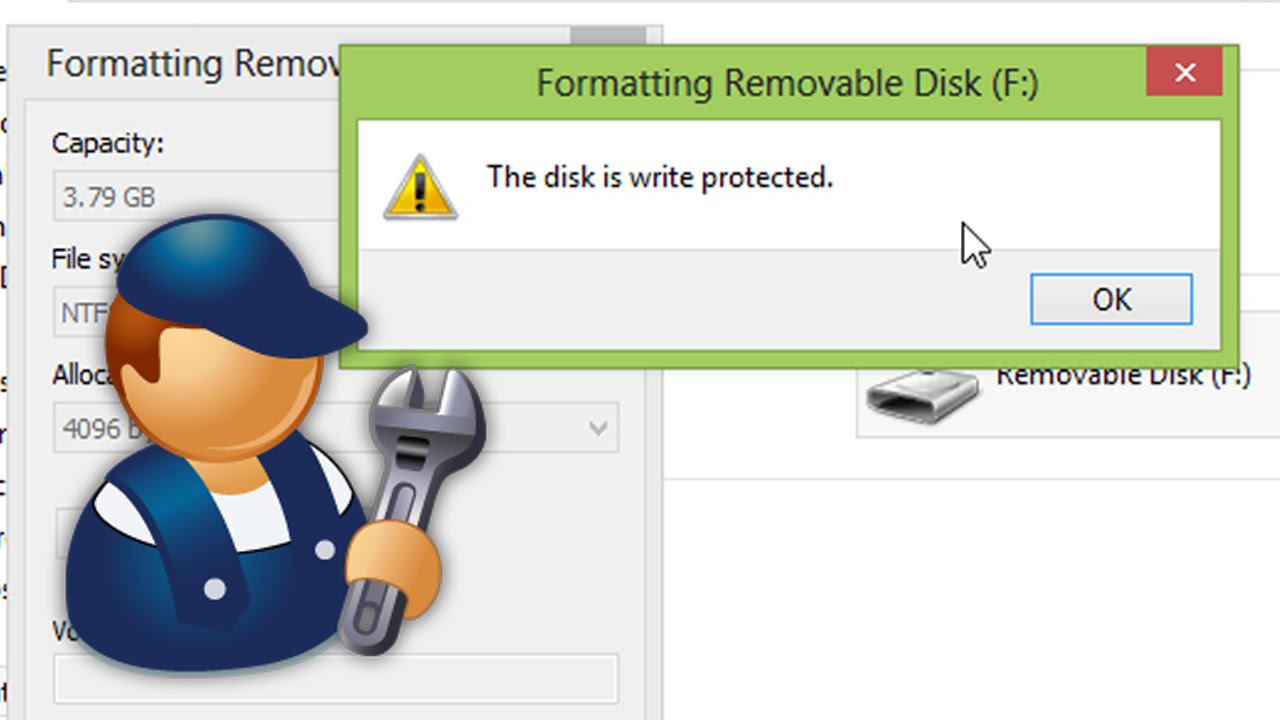 Formatting Remov
Formatting Removable Disk (F:)
The disk is write protected.
OK
Capacity:
3.79 GB
File sy
NTF
Alloca
4096 b
Removable Disk (F:)
Vo